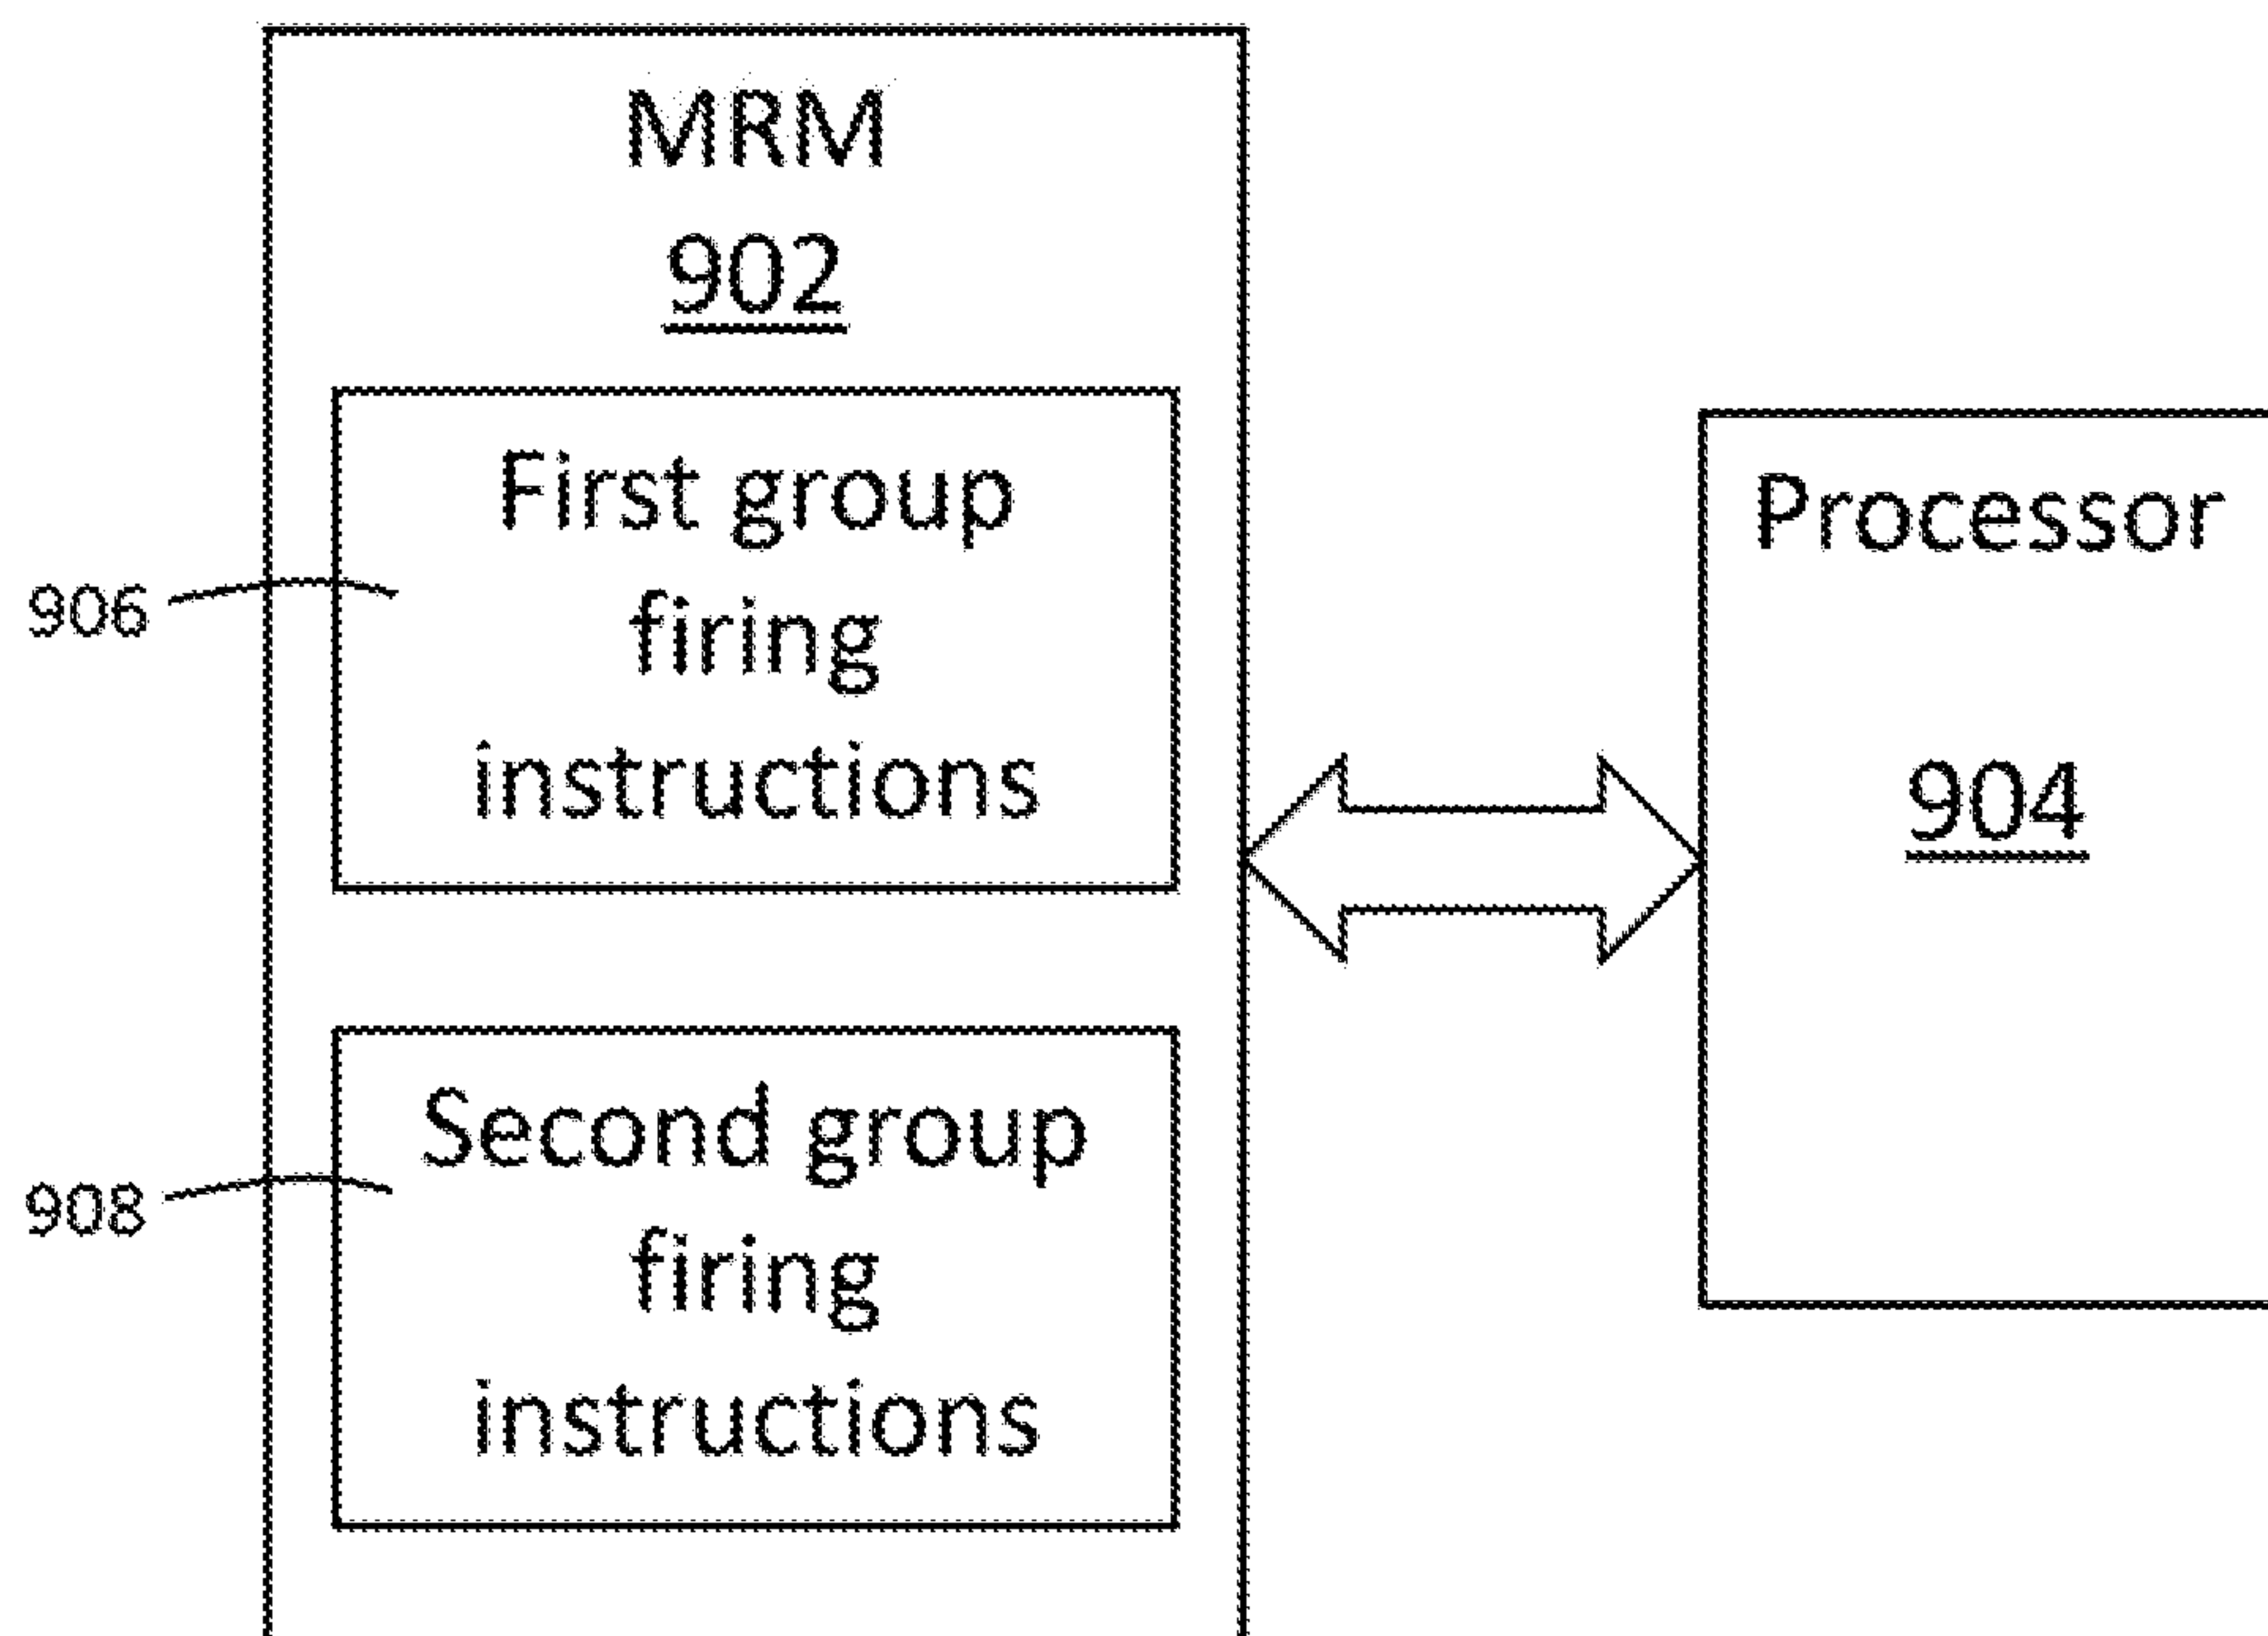 MRM
902
First group
firing
instructions
906
Second group
firing
instructions
908
Processor
904